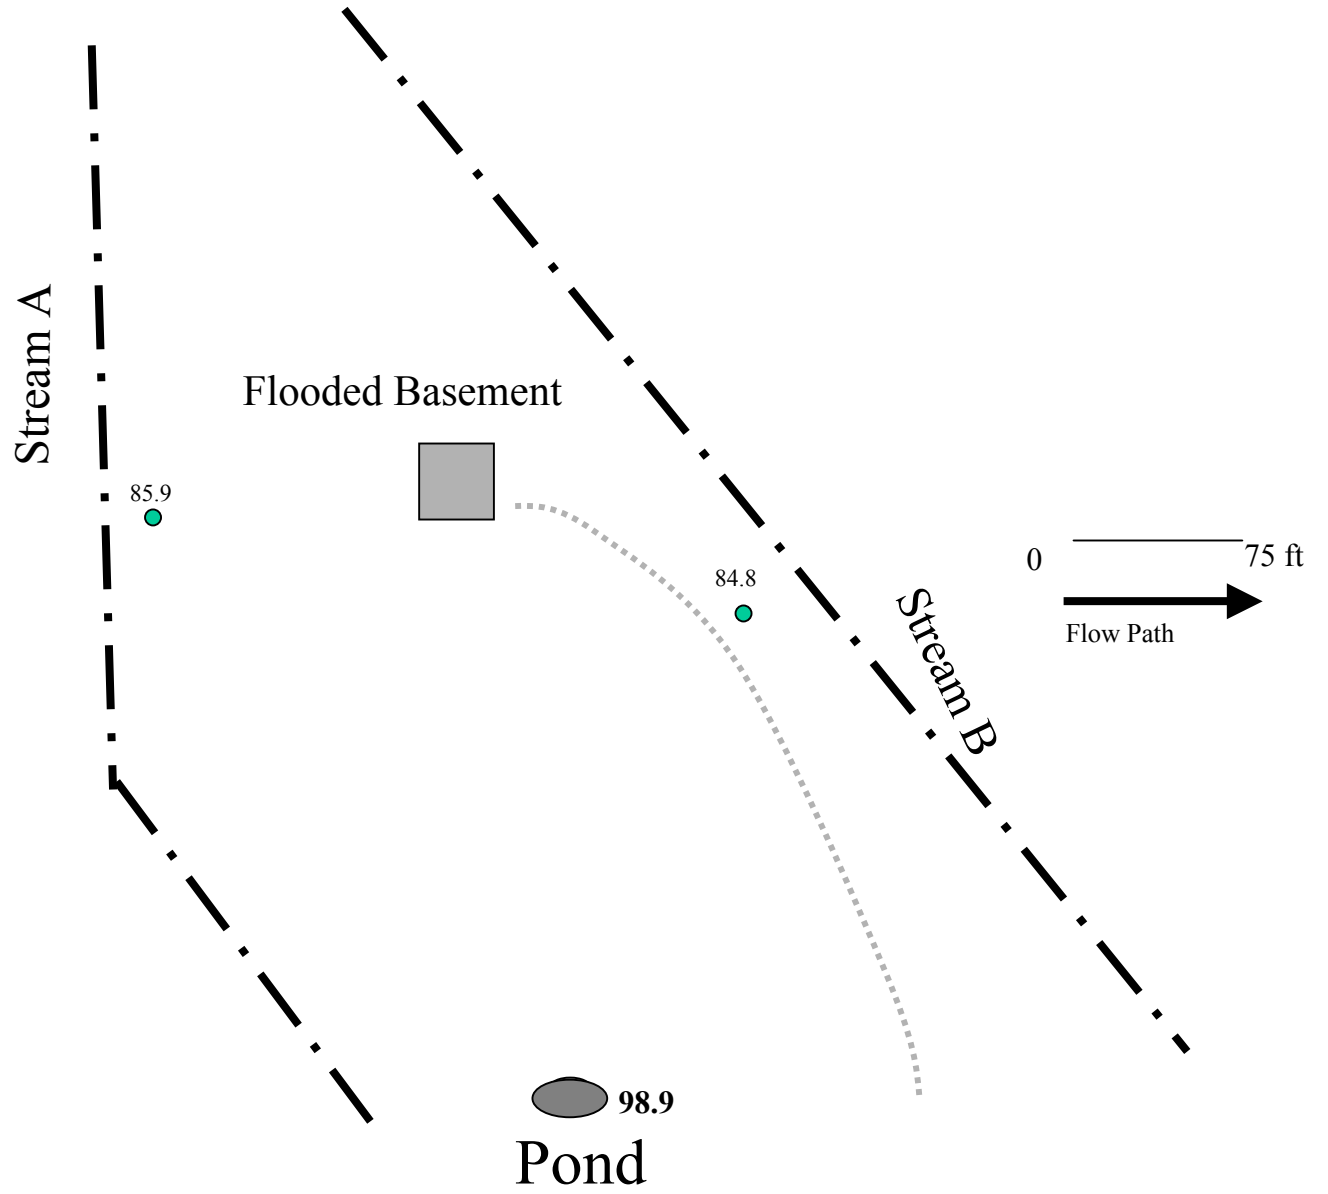 Stream A
Flooded Basement
85.9
84.8
0
75 ft
Flow Path
Stream B
98.9
Pond